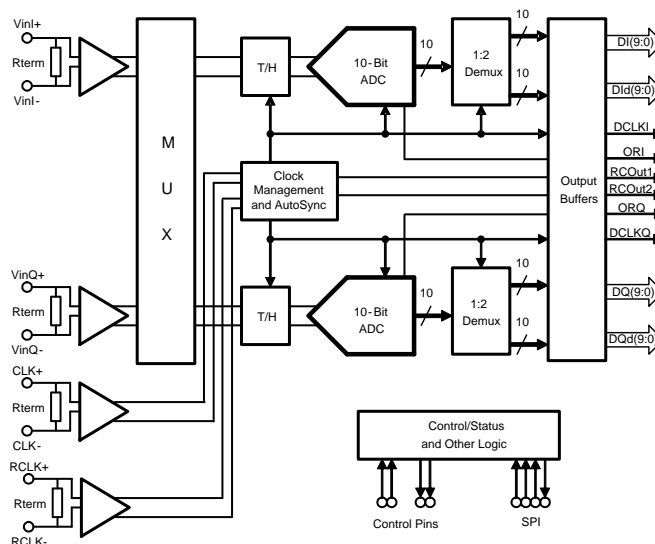 VinI+
Rterm
VinI-
M
U
X
T/H
10-Bit
ADC
10
1:2
Demux
10
10
Output
Buffers
DI(9:0)
DId(9:0)
DCLKI
ORI
RCOut1
RCOut2
ORQ
DCLKQ
DQ(9:0)
DQd(9:0)
Clock
Management
and AutoSync
VinQ+
Rterm
VinQ-
T/H
10-Bit
ADC
10
1:2
Demux
10
10
CLK+
Rterm
CLK-
RCLK+
Rterm
RCLK-
Control/Status
and Other Logic
Control Pins
SPI